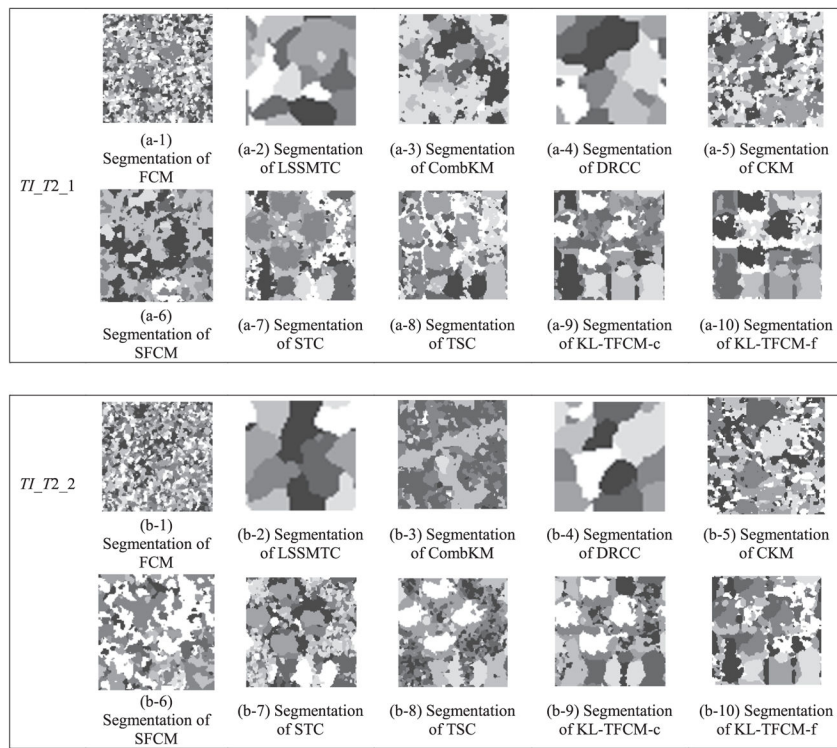 TI_T2_1
(a-1)
Segmentation of
FCM
(a-2) Segmentation
of LSSMTC
(a-3) Segmentation
of CombKM
(a-4) Segmentation
of DRCC
(a-5) Segmentation
of CKM
(a-6)
Segmentation of
SFCM
(a-7) Segmentation
of STC
(a-8) Segmentation
of TSC
(a-9) Segmentation
of KL-TFCM-c
(a-10) Segmentation
of KL-TFCM-f
TI_T2_2
(b-1)
Segmentation of
FCM
(b-2) Segmentation
of LSSMTC
(b-3) Segmentation
of CombKM
(b-4) Segmentation
of DRCC
(b-5) Segmentation
of CKM
(b-6)
Segmentation of
SFCM
(b-7) Segmentation
of STC
(b-8) Segmentation
of TSC
(b-9) Segmentation
of KL-TFCM-c
(b-10) Segmentation
of KL-TFCM-f